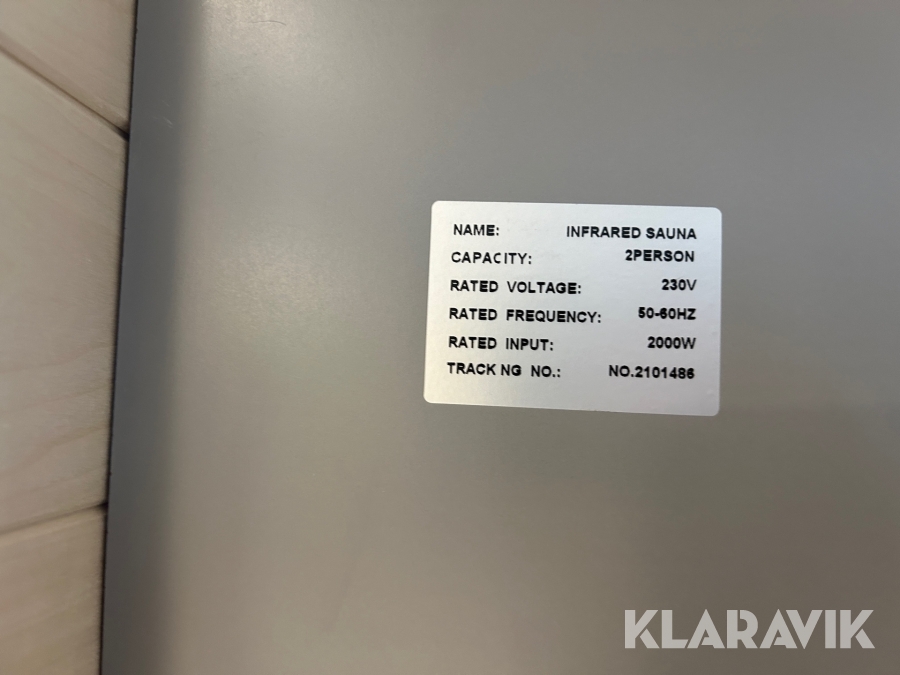 NAME: INFRARED SAUNA
CAPACITY: 2PERSON
RATED VOLTAGE: 230V
RATED FREQUENCY: 50-60HZ
RATED INPUT: 2000W
TRACK NG NO.: NO.2101486
KLARAVIK